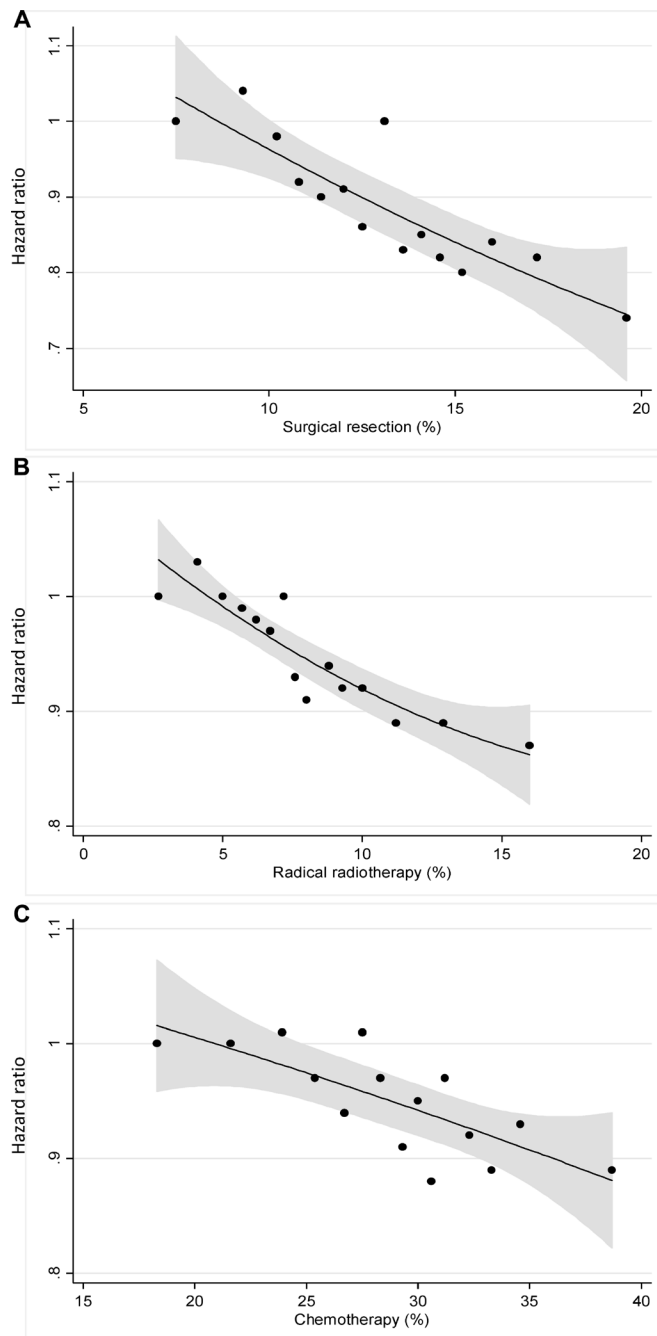 A
Hazard ratio
1.1
1
.9
.8
.7
5 10 15 20
Surgical resection (%)
B
Hazard ratio
1.1
1
.9
.8
0 5 10 15 20
Radical radiotherapy (%)
C
Hazard ratio
1.1
1
.9
.8
15 20 25 30 35 40
Chemotherapy (%)